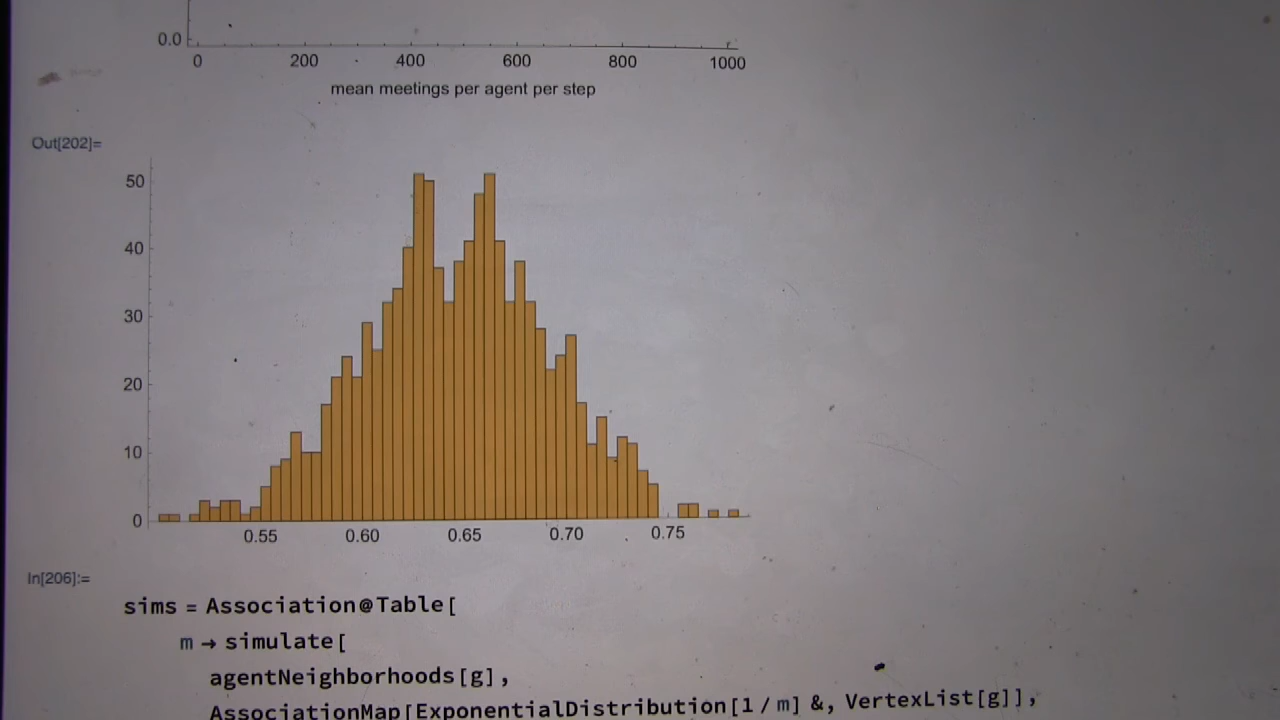 0.0
0 200 400 600 800 1000
mean meetings per agent per step
Out[202]=
50
40
30
20
10
0
0.55 0.60 0.65 0.70 0.75
In[206]:=
sims = Association@Table[
m → simulate[
agentNeighborhoods[g],
AssociationMap[ExponentialDistribution[1 / m] &, VertexList[g]],